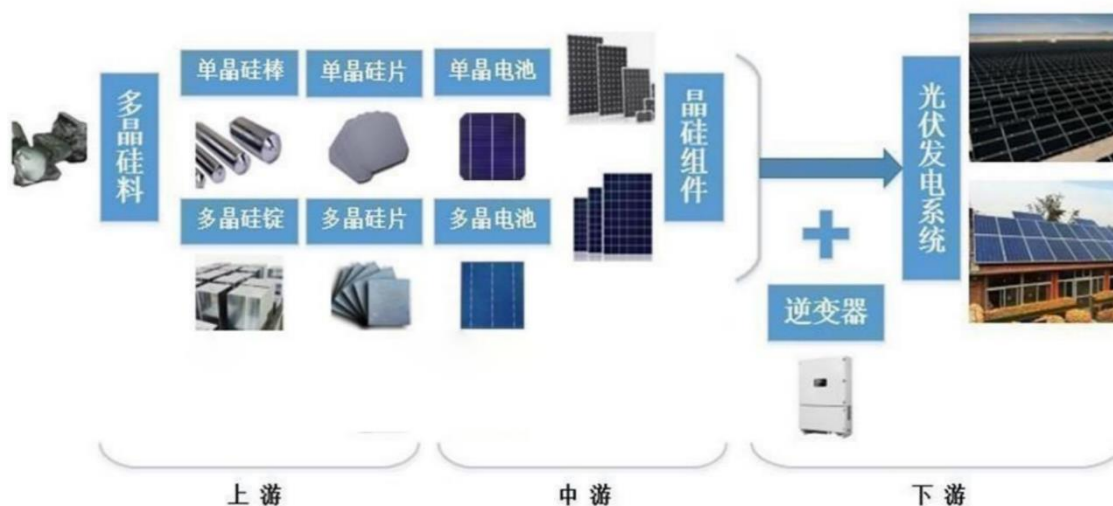 多晶硅料
单晶硅棒
单晶硅片
单晶电池
多晶硅锭
多晶硅片
多晶电池
晶硅组件
逆变器
光伏发电系统
上游
中游
下游